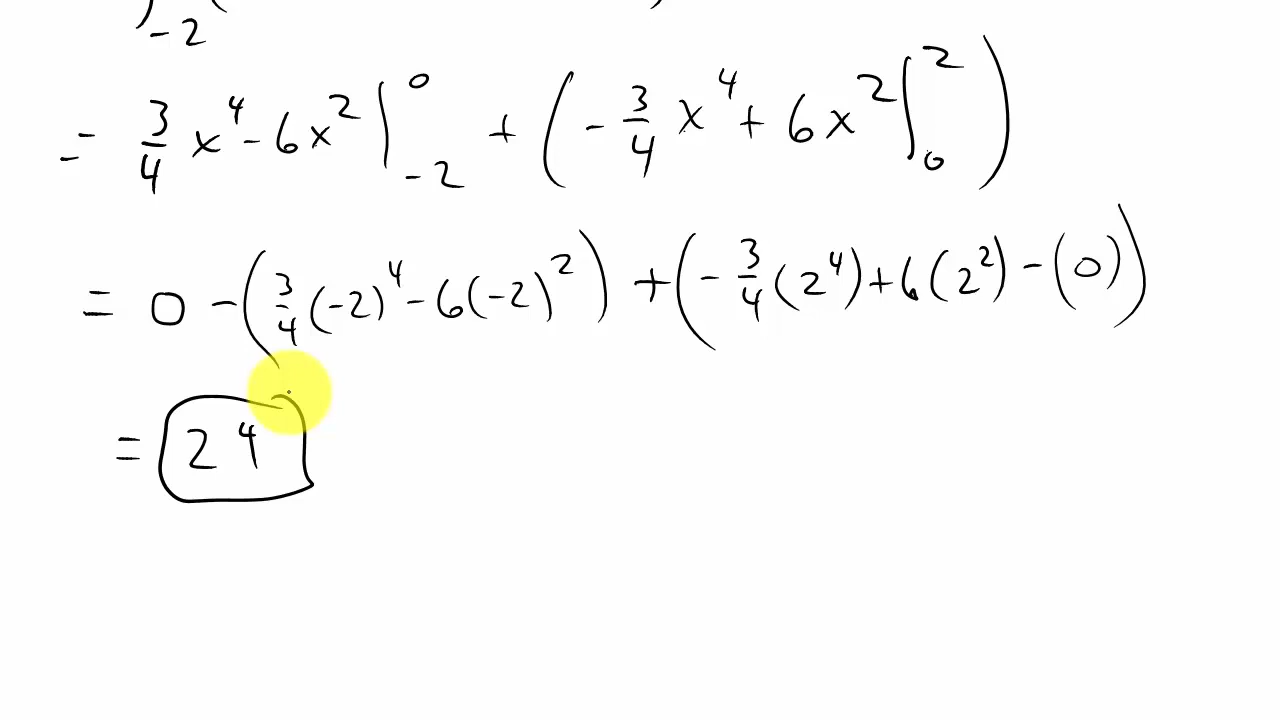 ) -2 (
= 3/4 x^4 - 6x^2 |_{-2}^{0} + ( - 3/4 x^4 + 6x^2 |_{0}^{2} )
= 0 - ( 3/4 (-2)^4 - 6(-2)^2 ) + ( - 3/4 (2^4) + 6(2^2) - (0) )
= 24